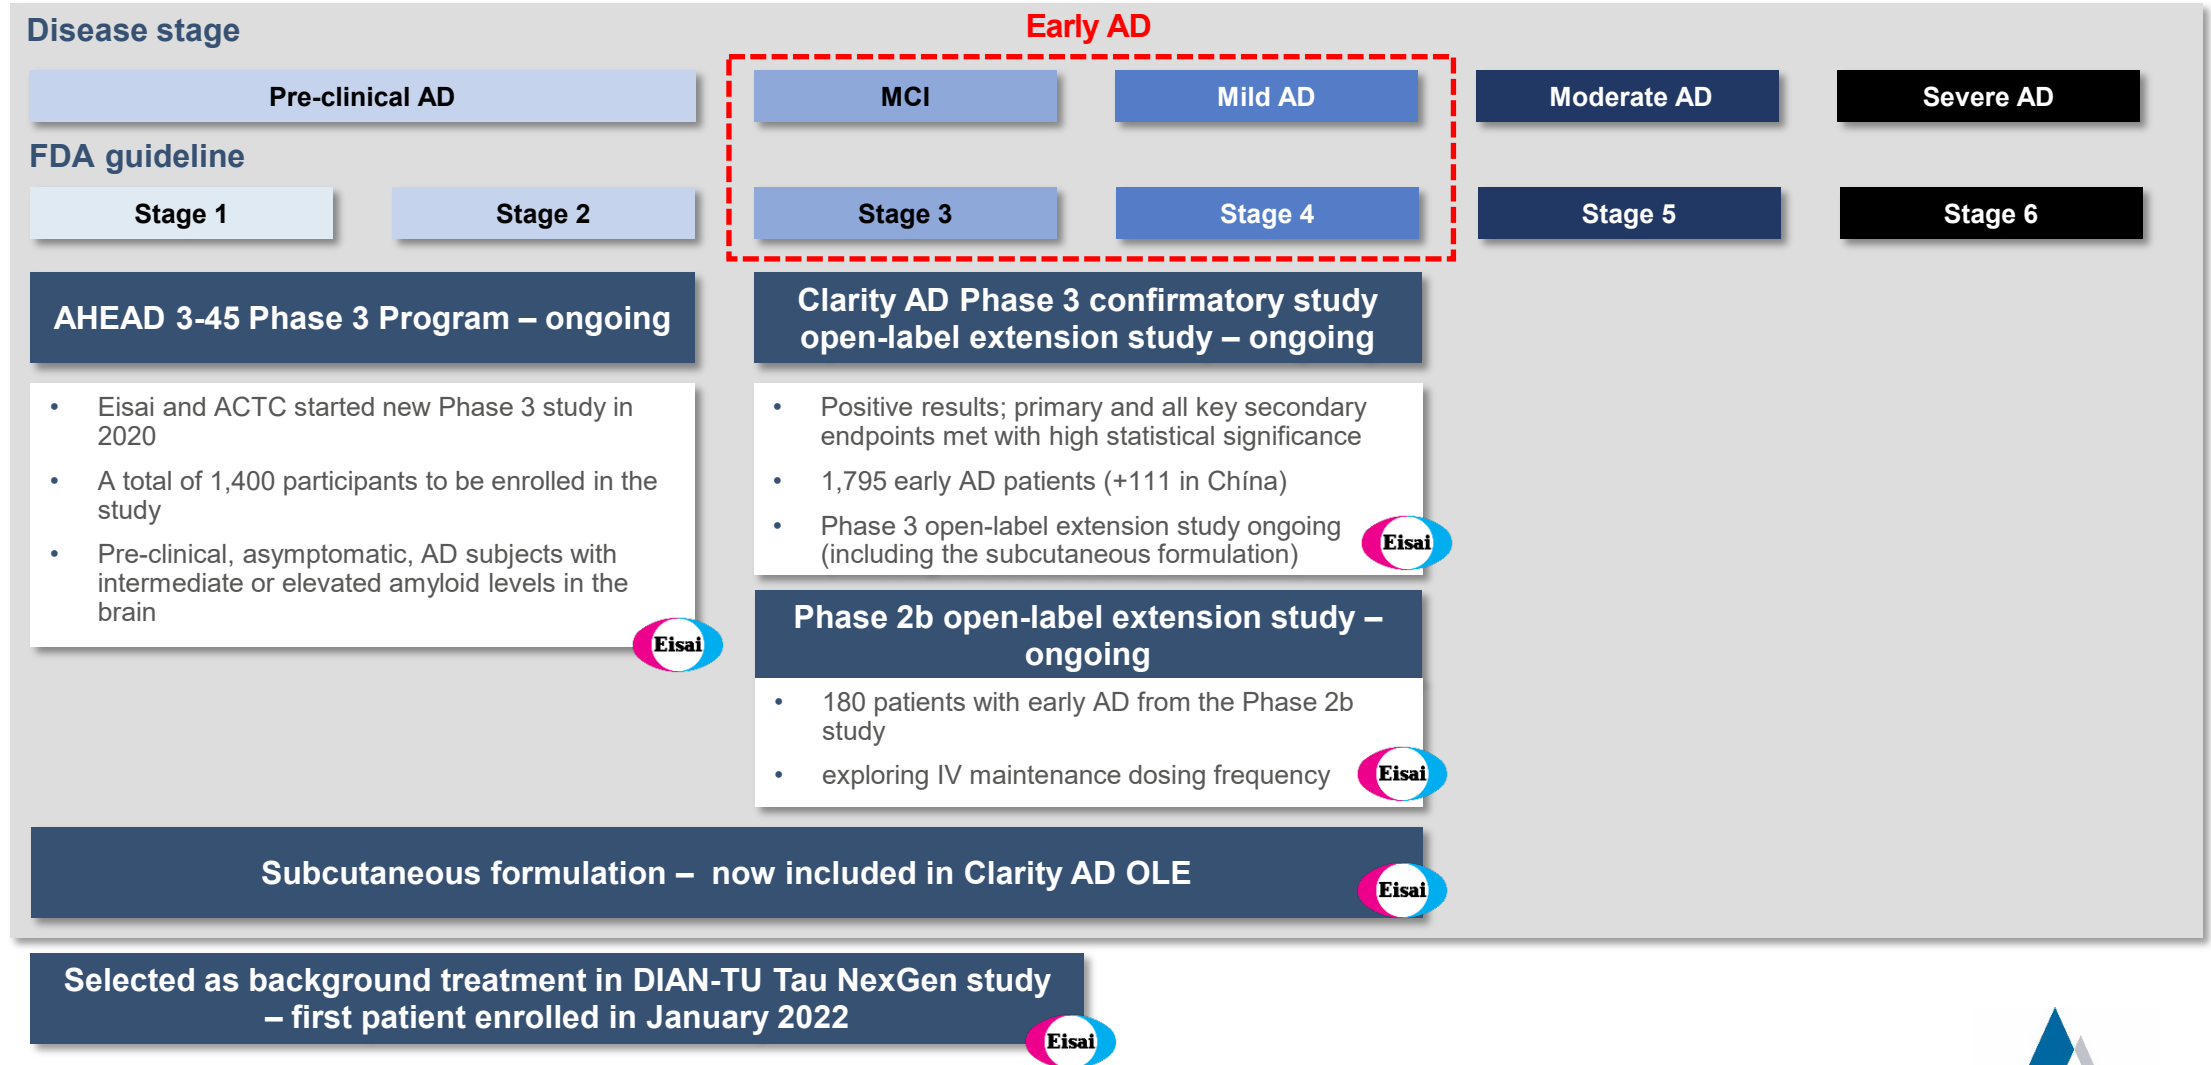 Disease stage
Early AD
Pre-clinical AD
MCI
Mild AD
Moderate AD
Severe AD
FDA guideline
Stage 1
Stage 2
Stage 3
Stage 4
Stage 5
Stage 6
AHEAD 3-45 Phase 3 Program – ongoing
• Eisai and ACTC started new Phase 3 study in
2020
• A total of 1,400 participants to be enrolled in the
study
• Pre-clinical, asymptomatic, AD subjects with
intermediate or elevated amyloid levels in the
brain
Eisai
Clarity AD Phase 3 confirmatory study
open-label extension study – ongoing
• Positive results; primary and all key secondary
endpoints met with high statistical significance
• 1,795 early AD patients (+111 in Chína)
• Phase 3 open-label extension study ongoing
(including the subcutaneous formulation)
Eisai
Phase 2b open-label extension study –
ongoing
• 180 patients with early AD from the Phase 2b
study
• exploring IV maintenance dosing frequency
Eisai
Subcutaneous formulation – now included in Clarity AD OLE
Eisai
Selected as background treatment in DIAN-TU Tau NexGen study
– first patient enrolled in January 2022
Eisai